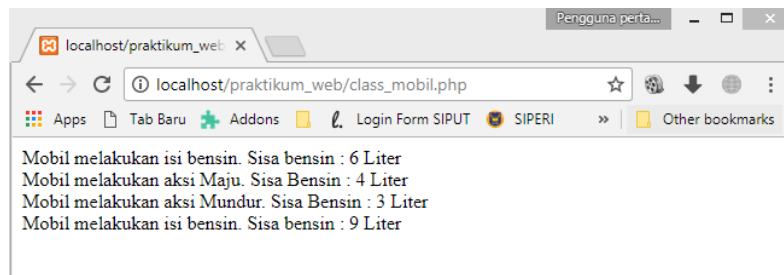 Pengguna perta...
localhost/praktikum_web
localhost/praktikum_web/class_mobil.php
Apps Tab Baru Addons Login Form SIPUT SIPERI » Other bookmarks
Mobil melakukan isi bensin. Sisa bensin : 6 Liter
Mobil melakukan aksi Maju. Sisa Bensin : 4 Liter
Mobil melakukan aksi Mundur. Sisa Bensin : 3 Liter
Mobil melakukan isi bensin. Sisa bensin : 9 Liter